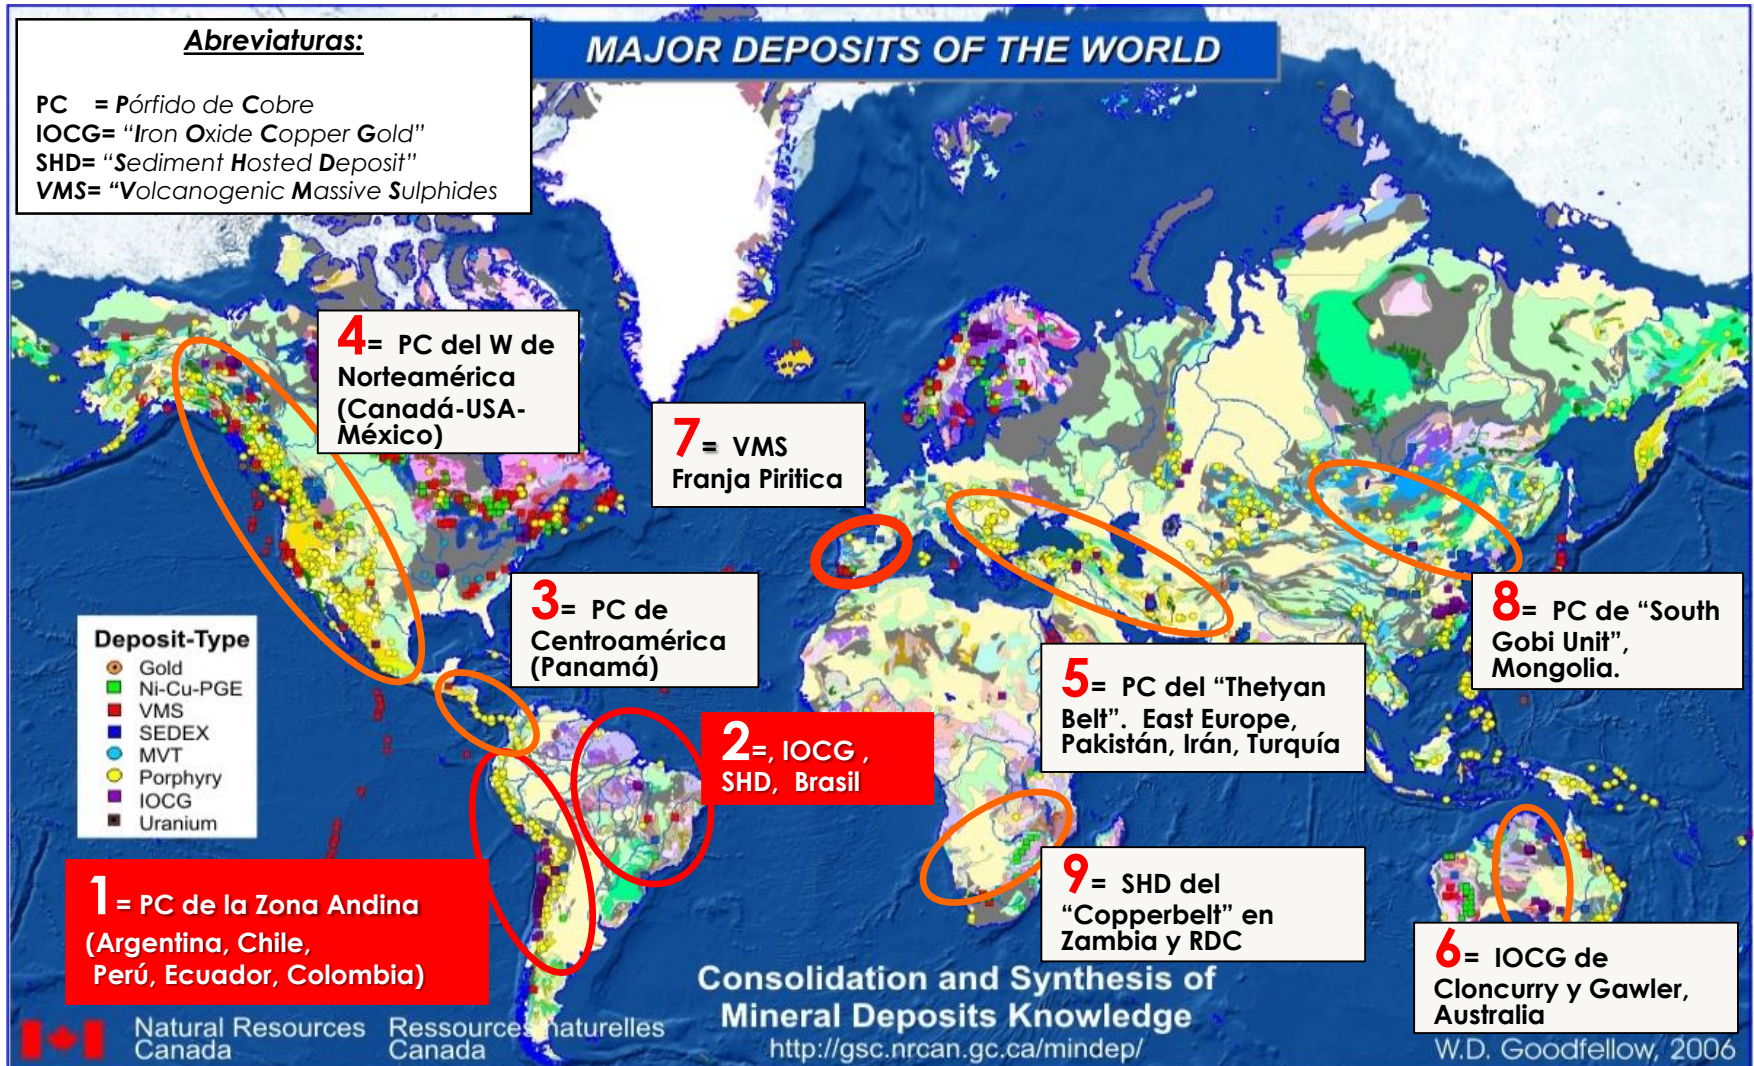 Abreviaturas:
PC = Pórfido de Cobre
IOCG= “Iron Oxide Copper Gold”
SHD= “Sediment Hosted Deposit”
VMS= “Volcanogenic Massive Sulphides
MAJOR DEPOSITS OF THE WORLD
4= PC del W de
Norteamérica
(Canadá-USA-
México)
7= VMS
Franja Piritica
3= PC de
Centroamérica
(Panamá)
8= PC de “South
Gobi Unit”,
Mongolia.
5= PC del “Thetyan
Belt”. East Europe,
Pakistán, Irán, Turquía
2=, IOCG ,
SHD, Brasil
Deposit-Type
Gold
Ni-Cu-PGE
VMS
SEDEX
MVT
Porphyry
IOCG
Uranium
1= PC de la Zona Andina
(Argentina, Chile,
Perú, Ecuador, Colombia)
9= SHD del
“Copperbelt” en
Zambia y RDC
6= IOCG de
Cloncurry y Gawler,
Australia
Consolidation and Synthesis of
Mineral Deposits Knowledge
http://gsc.nrcan.gc.ca/mindep/
Natural Resources Ressources naturelles
Canada Canada
W.D. Goodfellow, 2006